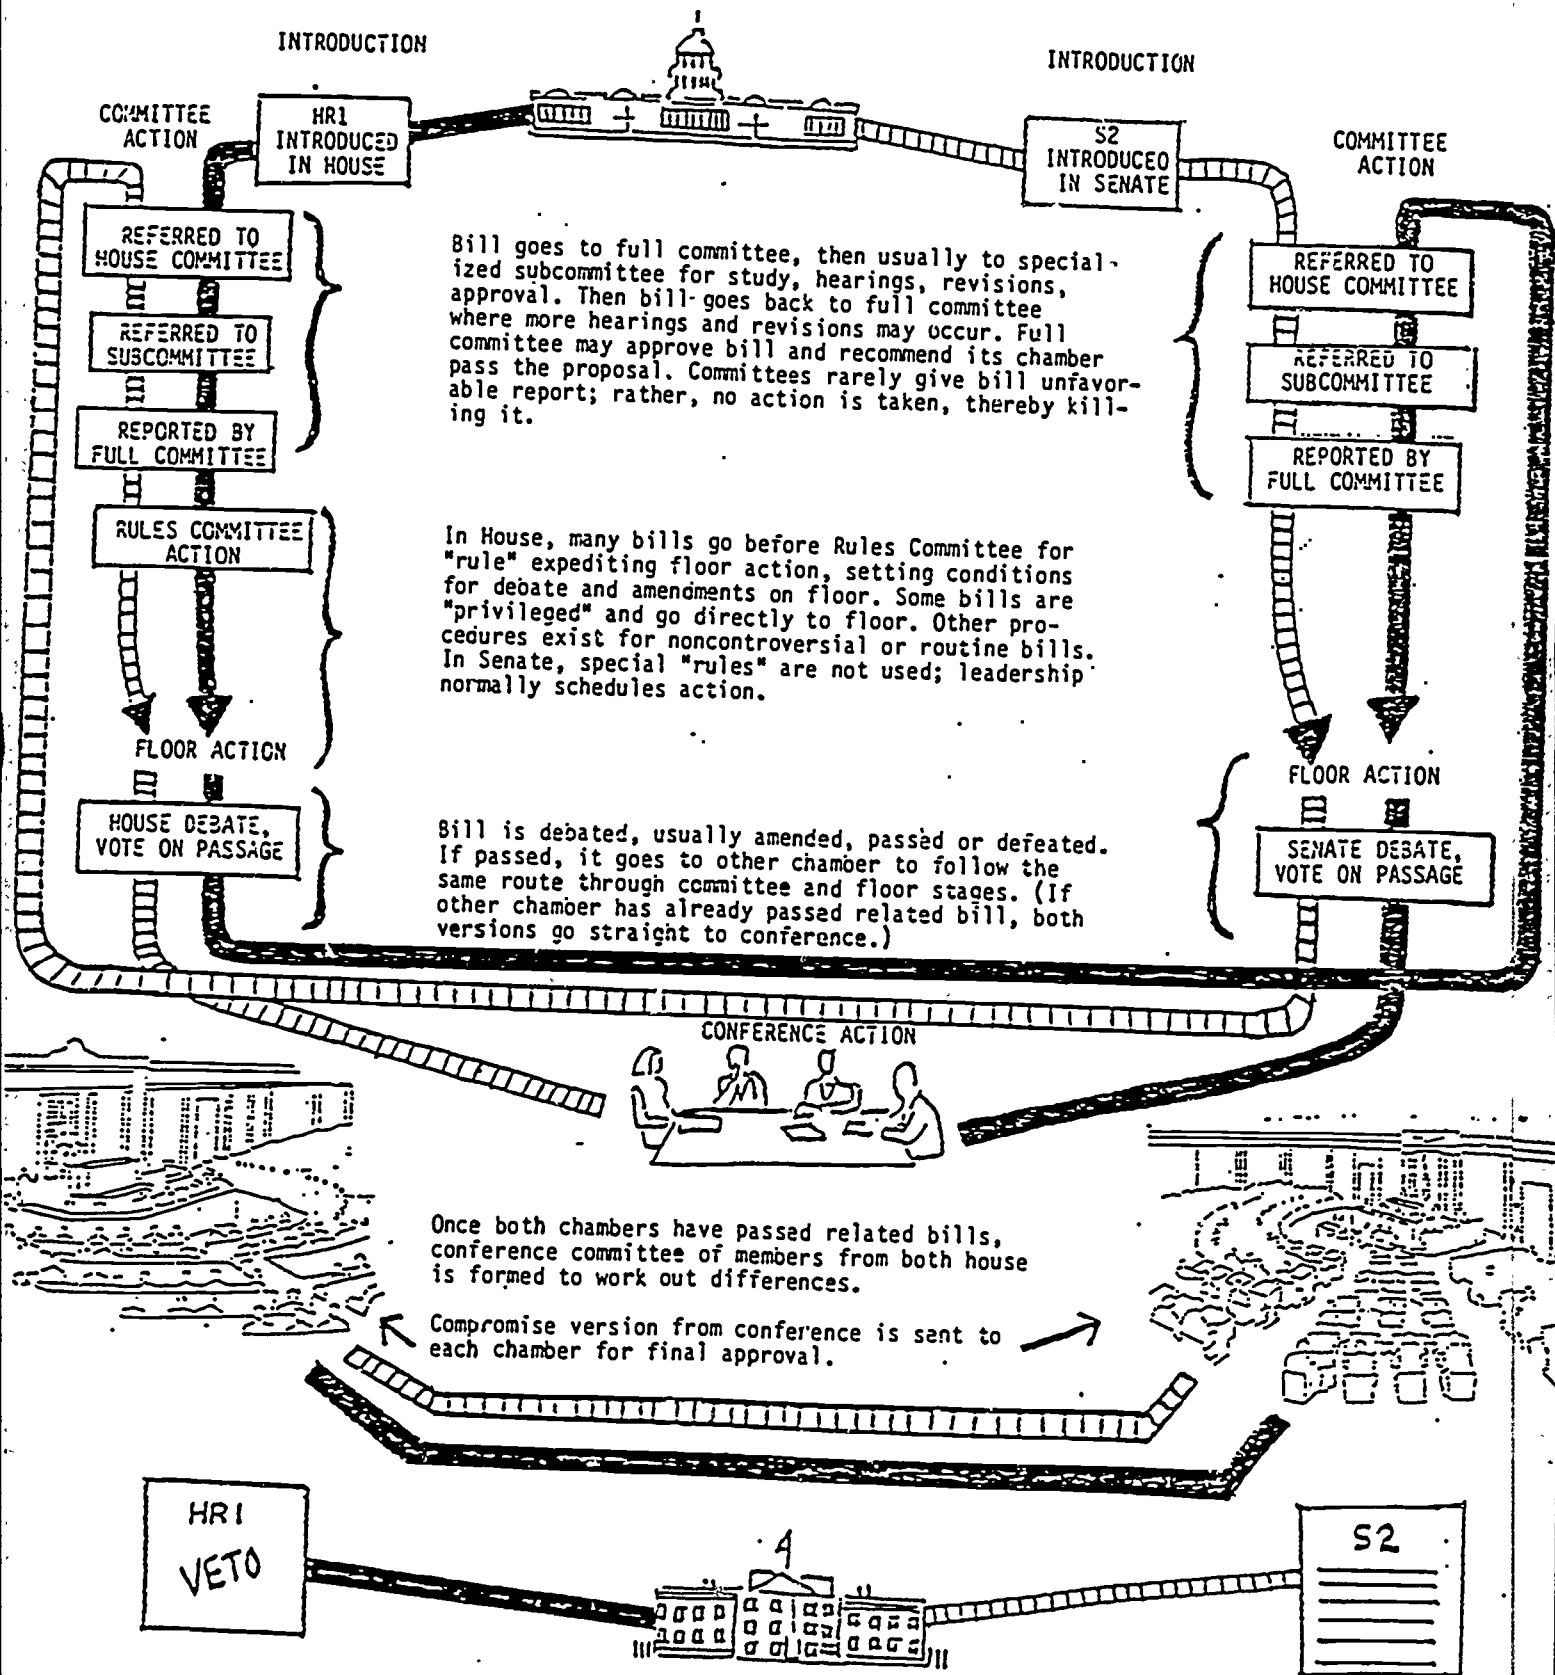 INTRODUCTION
INTRODUCTION
COMMITTEE
ACTION
HR1
INTRODUCED
IN HOUSE
S2
INTRODUCED
IN SENATE
COMMITTEE
ACTION
REFERRED TO
HOUSE COMMITTEE
REFERRED TO
SUBCOMMITTEE
REPORTED BY
FULL COMMITTEE
Bill goes to full committee, then usually to special-
ized subcommittee for study, hearings, revisions,
approval. Then bill goes back to full committee
where more hearings and revisions may occur. Full
committee may approve bill and recommend its chamber
pass the proposal. Committees rarely give bill unfavor-
able report; rather, no action is taken, thereby kill-
ing it.
REFERRED TO
HOUSE COMMITTEE
REFERRED TO
SUBCOMMITTEE
REPORTED BY
FULL COMMITTEE
RULES COMMITTEE
ACTION
In House, many bills go before Rules Committee for
"rule" expediting floor action, setting conditions
for debate and amendments on floor. Some bills are
"privileged" and go directly to floor. Other pro-
cedures exist for noncontroversial or routine bills.
In Senate, special "rules" are not used; leadership
normally schedules action.
FLOOR ACTION
FLOOR ACTION
HOUSE DEBATE,
VOTE ON PASSAGE
Bill is debated, usually amended, passed or defeated.
If passed, it goes to other chamber to follow the
same route through committee and floor stages. (If
other chamber has already passed related bill, both
versions go straight to conference.)
SENATE DEBATE,
VOTE ON PASSAGE
CONFERENCE ACTION
Once both chambers have passed related bills,
conference committee of members from both house
is formed to work out differences.
Compromise version from conference is sent to
each chamber for final approval.
HR1
VETO
4
S2